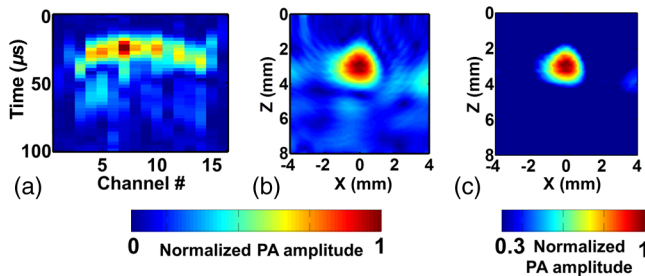 0
50
100
Time (µs)
5 10 15
Channel #
(a)
0
2
4
6
8
Z (mm)
-4 -2 0 2 4
X (mm)
(b)
0
2
4
6
8
Z (mm)
-4 -2 0 2 4
X (mm)
(c)
0 Normalized PA amplitude 1
0.3 Normalized 1
PA amplitude